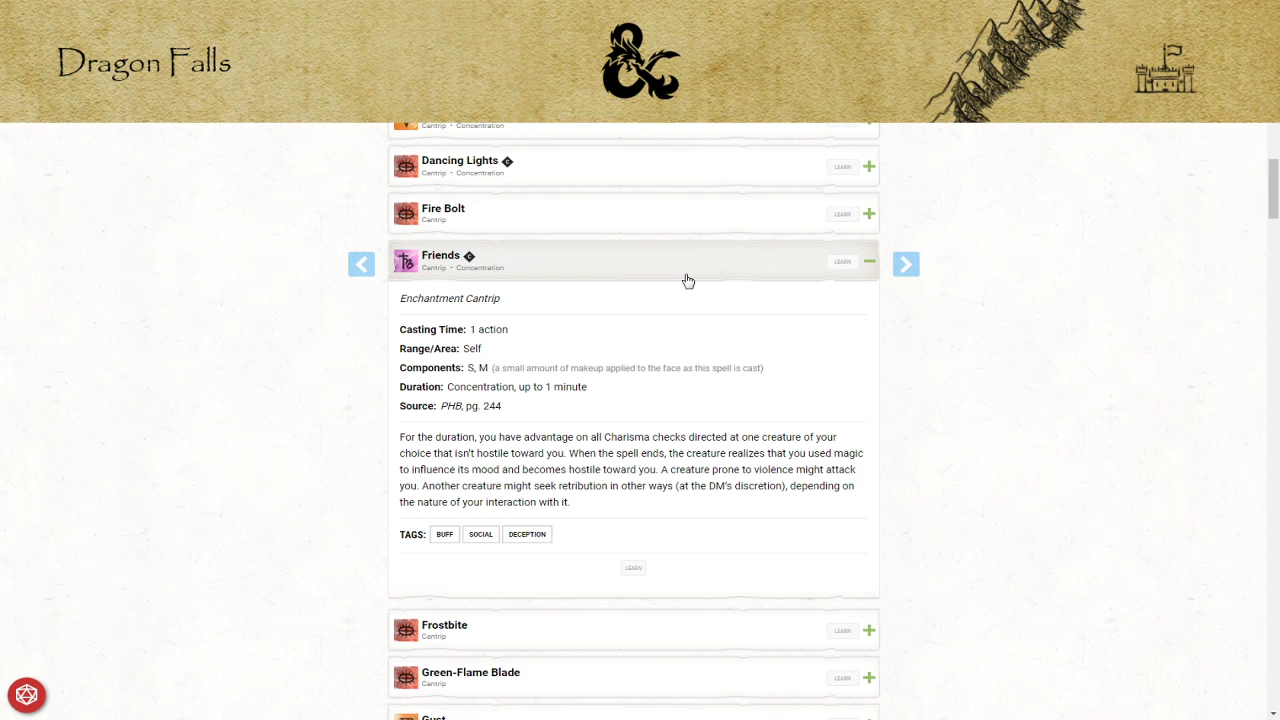 Dragon Falls
Cantrip • Concentration
Dancing Lights
Cantrip • Concentration
LEARN
Fire Bolt
Cantrip
LEARN
Friends
Cantrip • Concentration
LEARN
Enchantment Cantrip
Casting Time: 1 action
Range/Area: Self
Components: S, M (a small amount of makeup applied to the face as this spell is cast)
Duration: Concentration, up to 1 minute
Source: PHB, pg. 244
For the duration, you have advantage on all Charisma checks directed at one creature of your
choice that isn't hostile toward you. When the spell ends, the creature realizes that you used magic
to influence its mood and becomes hostile toward you. A creature prone to violence might attack
you. Another creature might seek retribution in other ways (at the DM's discretion), depending on
the nature of your interaction with it.
TAGS: BUFF SOCIAL DECEPTION
LEARN
Frostbite
Cantrip
LEARN
Green-Flame Blade
Cantrip
LEARN
Gust